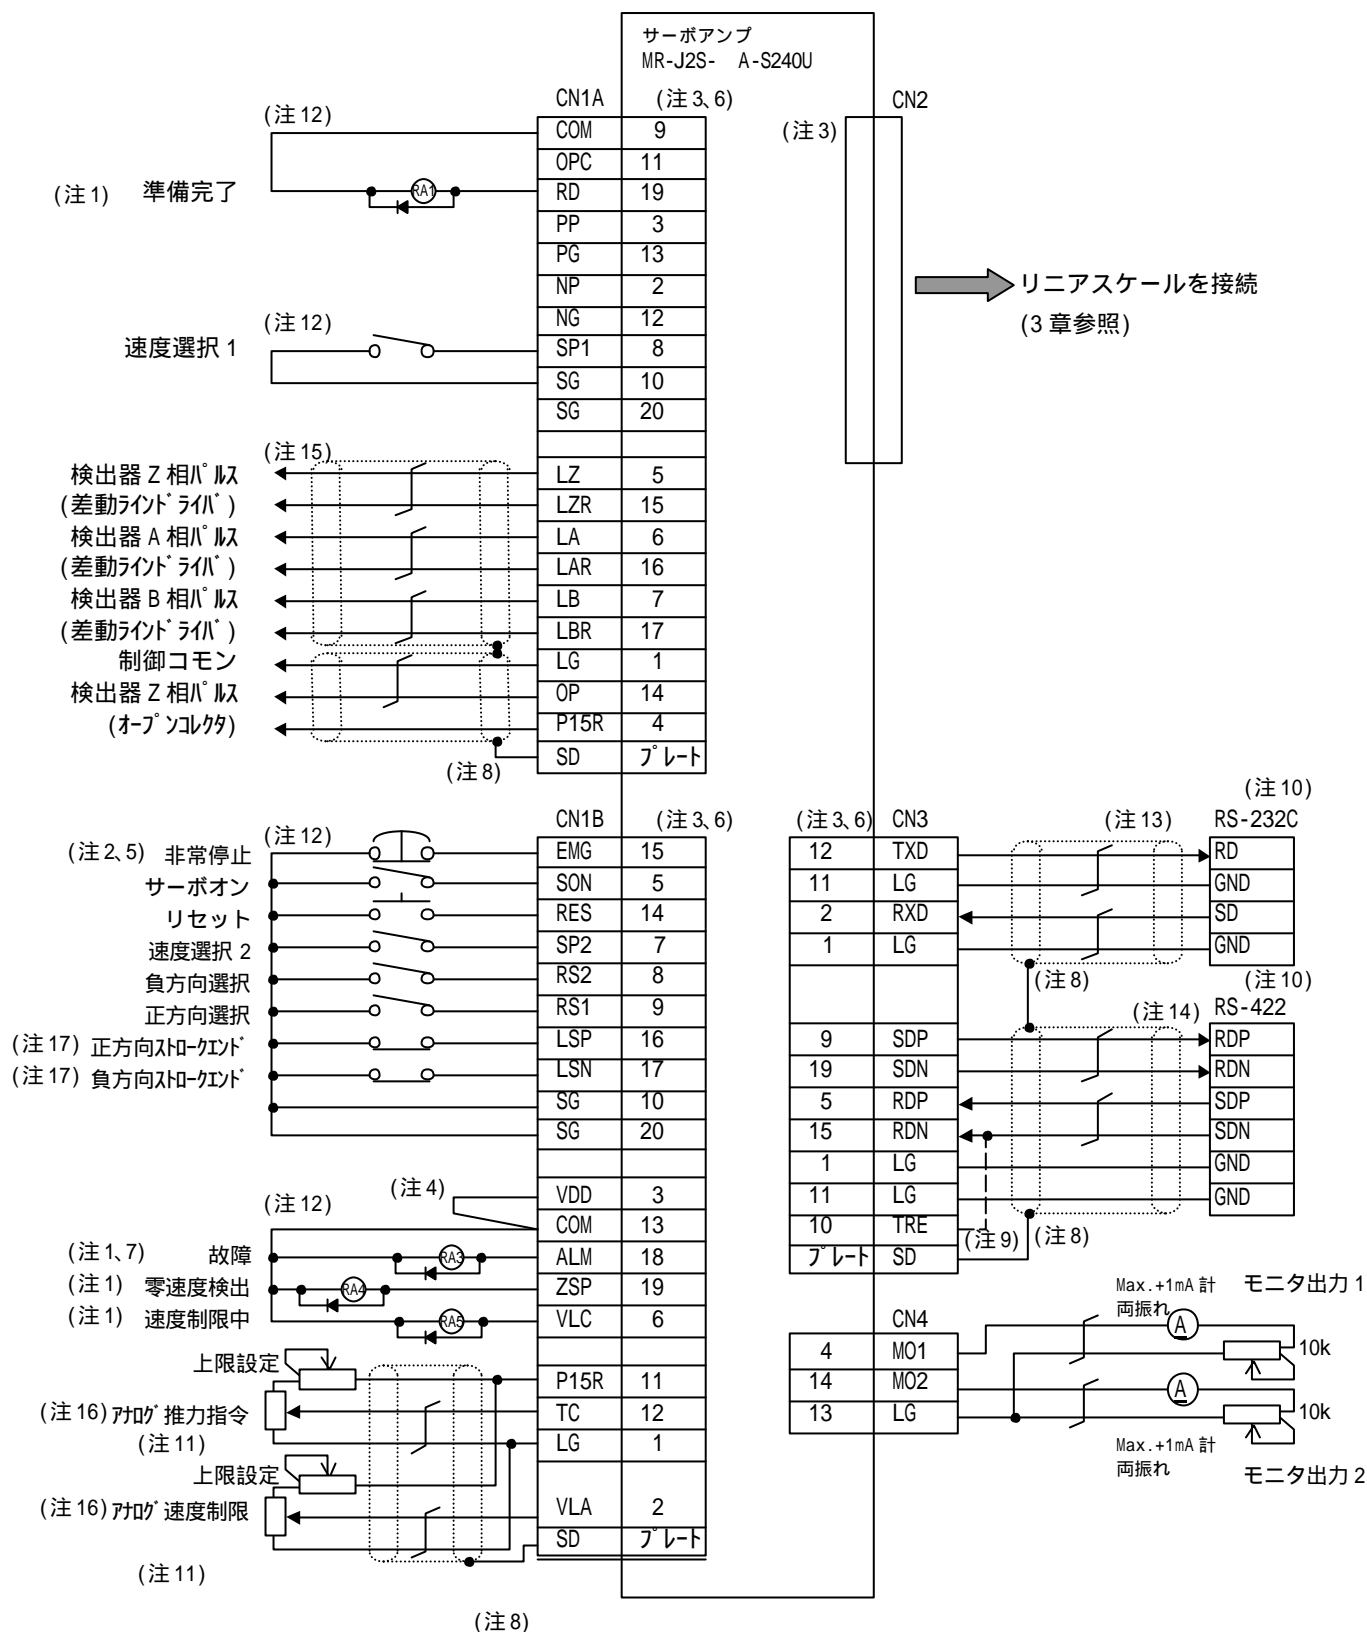 サーボアンプ
MR-J2S-　A-S240U
CN1A (注3、6)
CN2
(注3)
(注12)
COM 9
OPC 11
(注1) 準備完了 RA1 RD 19
PP 3
PG 13
NP 2
NG 12
(注12)
速度選択 1 SP1 8
SG 10
SG 20
リニアスケールを接続
(3章参照)
(注15)
検出器 Z 相パルス LZ 5
(差動ラインドライバ) LZR 15
検出器 A 相パルス LA 6
(差動ラインドライバ) LAR 16
検出器 B 相パルス LB 7
(差動ラインドライバ) LBR 17
制御コモン LG 1
検出器 Z 相パルス OP 14
(オープンコレクタ) P15R 4
SD プレート
(注8)
CN1B (注3、6)
(注12)
(注2、5) 非常停止 EMG 15
サーボオン SON 5
リセット RES 14
速度選択 2 SP2 7
負方向選択 RS2 8
正方向選択 RS1 9
(注17) 正方向ストロークエンド LSP 16
(注17) 負方向ストロークエンド LSN 17
SG 10
SG 20
(注12) (注4)
VDD 3
COM 13
(注1、7) 故障 RA3 ALM 18
(注1) 零速度検出 RA4 ZSP 19
(注1) 速度制限中 RA5 VLC 6
上限設定
P15R 11
(注16) アナログ推力指令 TC 12
(注11) LG 1
上限設定
(注16) アナログ速度制限 VLA 2
SD プレート
(注11)
(注8)
(注10)
(注3、6) CN3 (注13) RS-232C
12 TXD RD
11 LG GND
2 RXD SD
1 LG GND
(注8) (注10)
(注14) RS-422
9 SDP RDP
19 SDN RDN
5 RDP SDP
15 RDN SDN
1 LG GND
11 LG GND
10 TRE
(注9) (注8)
プレート SD
Max.+1mA 計
両振れ
モニタ出力 1
CN4
4 MO1 A 10k
14 MO2 A
13 LG 10k
Max.+1mA 計
両振れ
モニタ出力 2